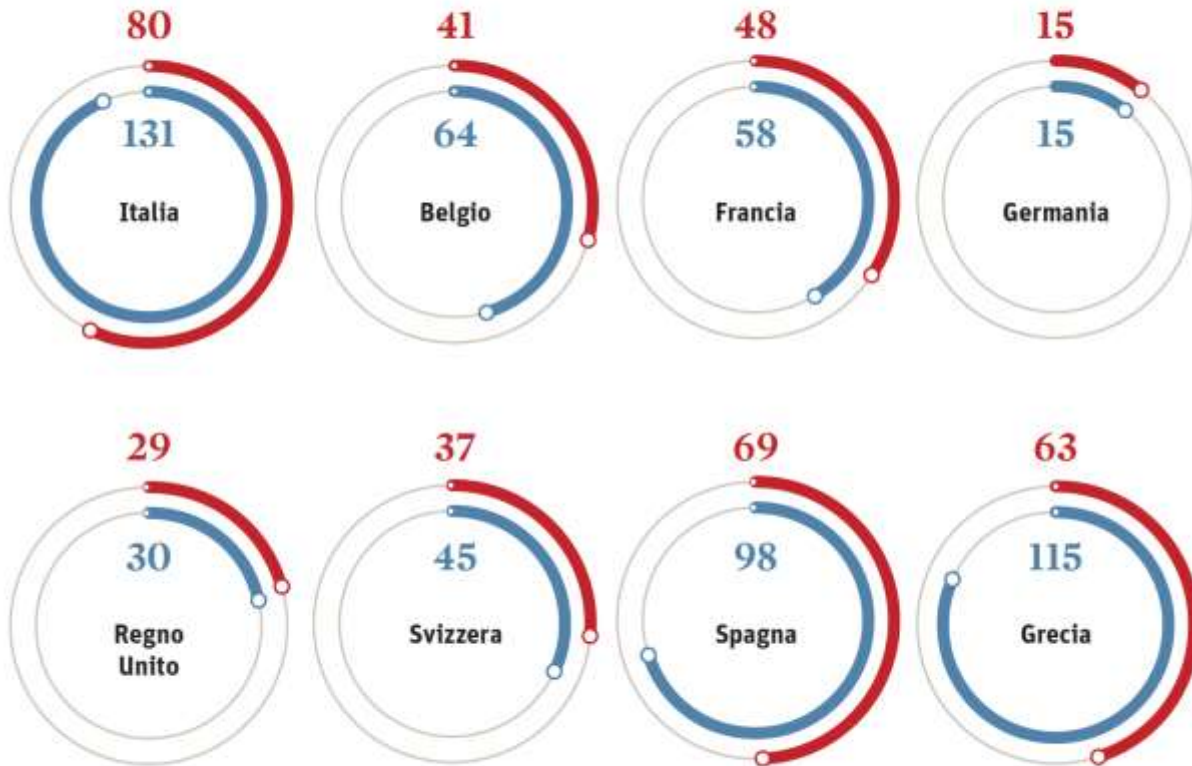 80 41 48 15
131 64 58 15
Italia Belgio Francia Germania
29 37 69 63
30 45 98 115
Regno Svizzera Spagna Grecia
Unito